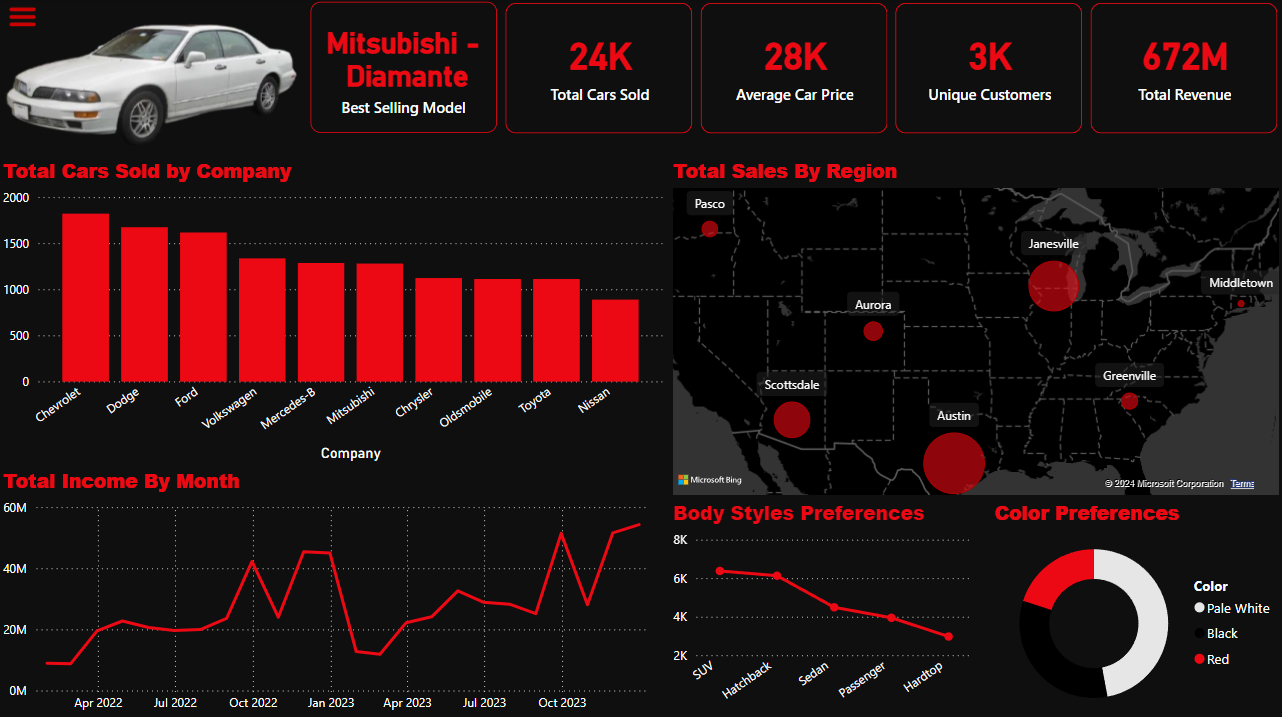 Mitsubishi -
Diamante
Best Selling Model
24K
Total Cars Sold
28K
Average Car Price
3K
Unique Customers
672M
Total Revenue
Total Cars Sold by Company
2000
1500
1000
500
0
Chevrolet
Dodge
Ford
Volkswagen
Mercedes-B
Mitsubishi
Chrysler
Oldsmobile
Toyota
Nissan
Company
Total Sales By Region
Pasco
Janesville
Middletown
Aurora
Greenville
Scottsdale
Austin
Microsoft Bing
© 2024 Microsoft Corporation Terms
Total Income By Month
60M
40M
20M
0M
Apr 2022
Jul 2022
Oct 2022
Jan 2023
Apr 2023
Jul 2023
Oct 2023
Body Styles Preferences
8K
6K
4K
2K
SUV
Hatchback
Sedan
Passenger
Hardtop
Color Preferences
Color
Pale White
Black
Red